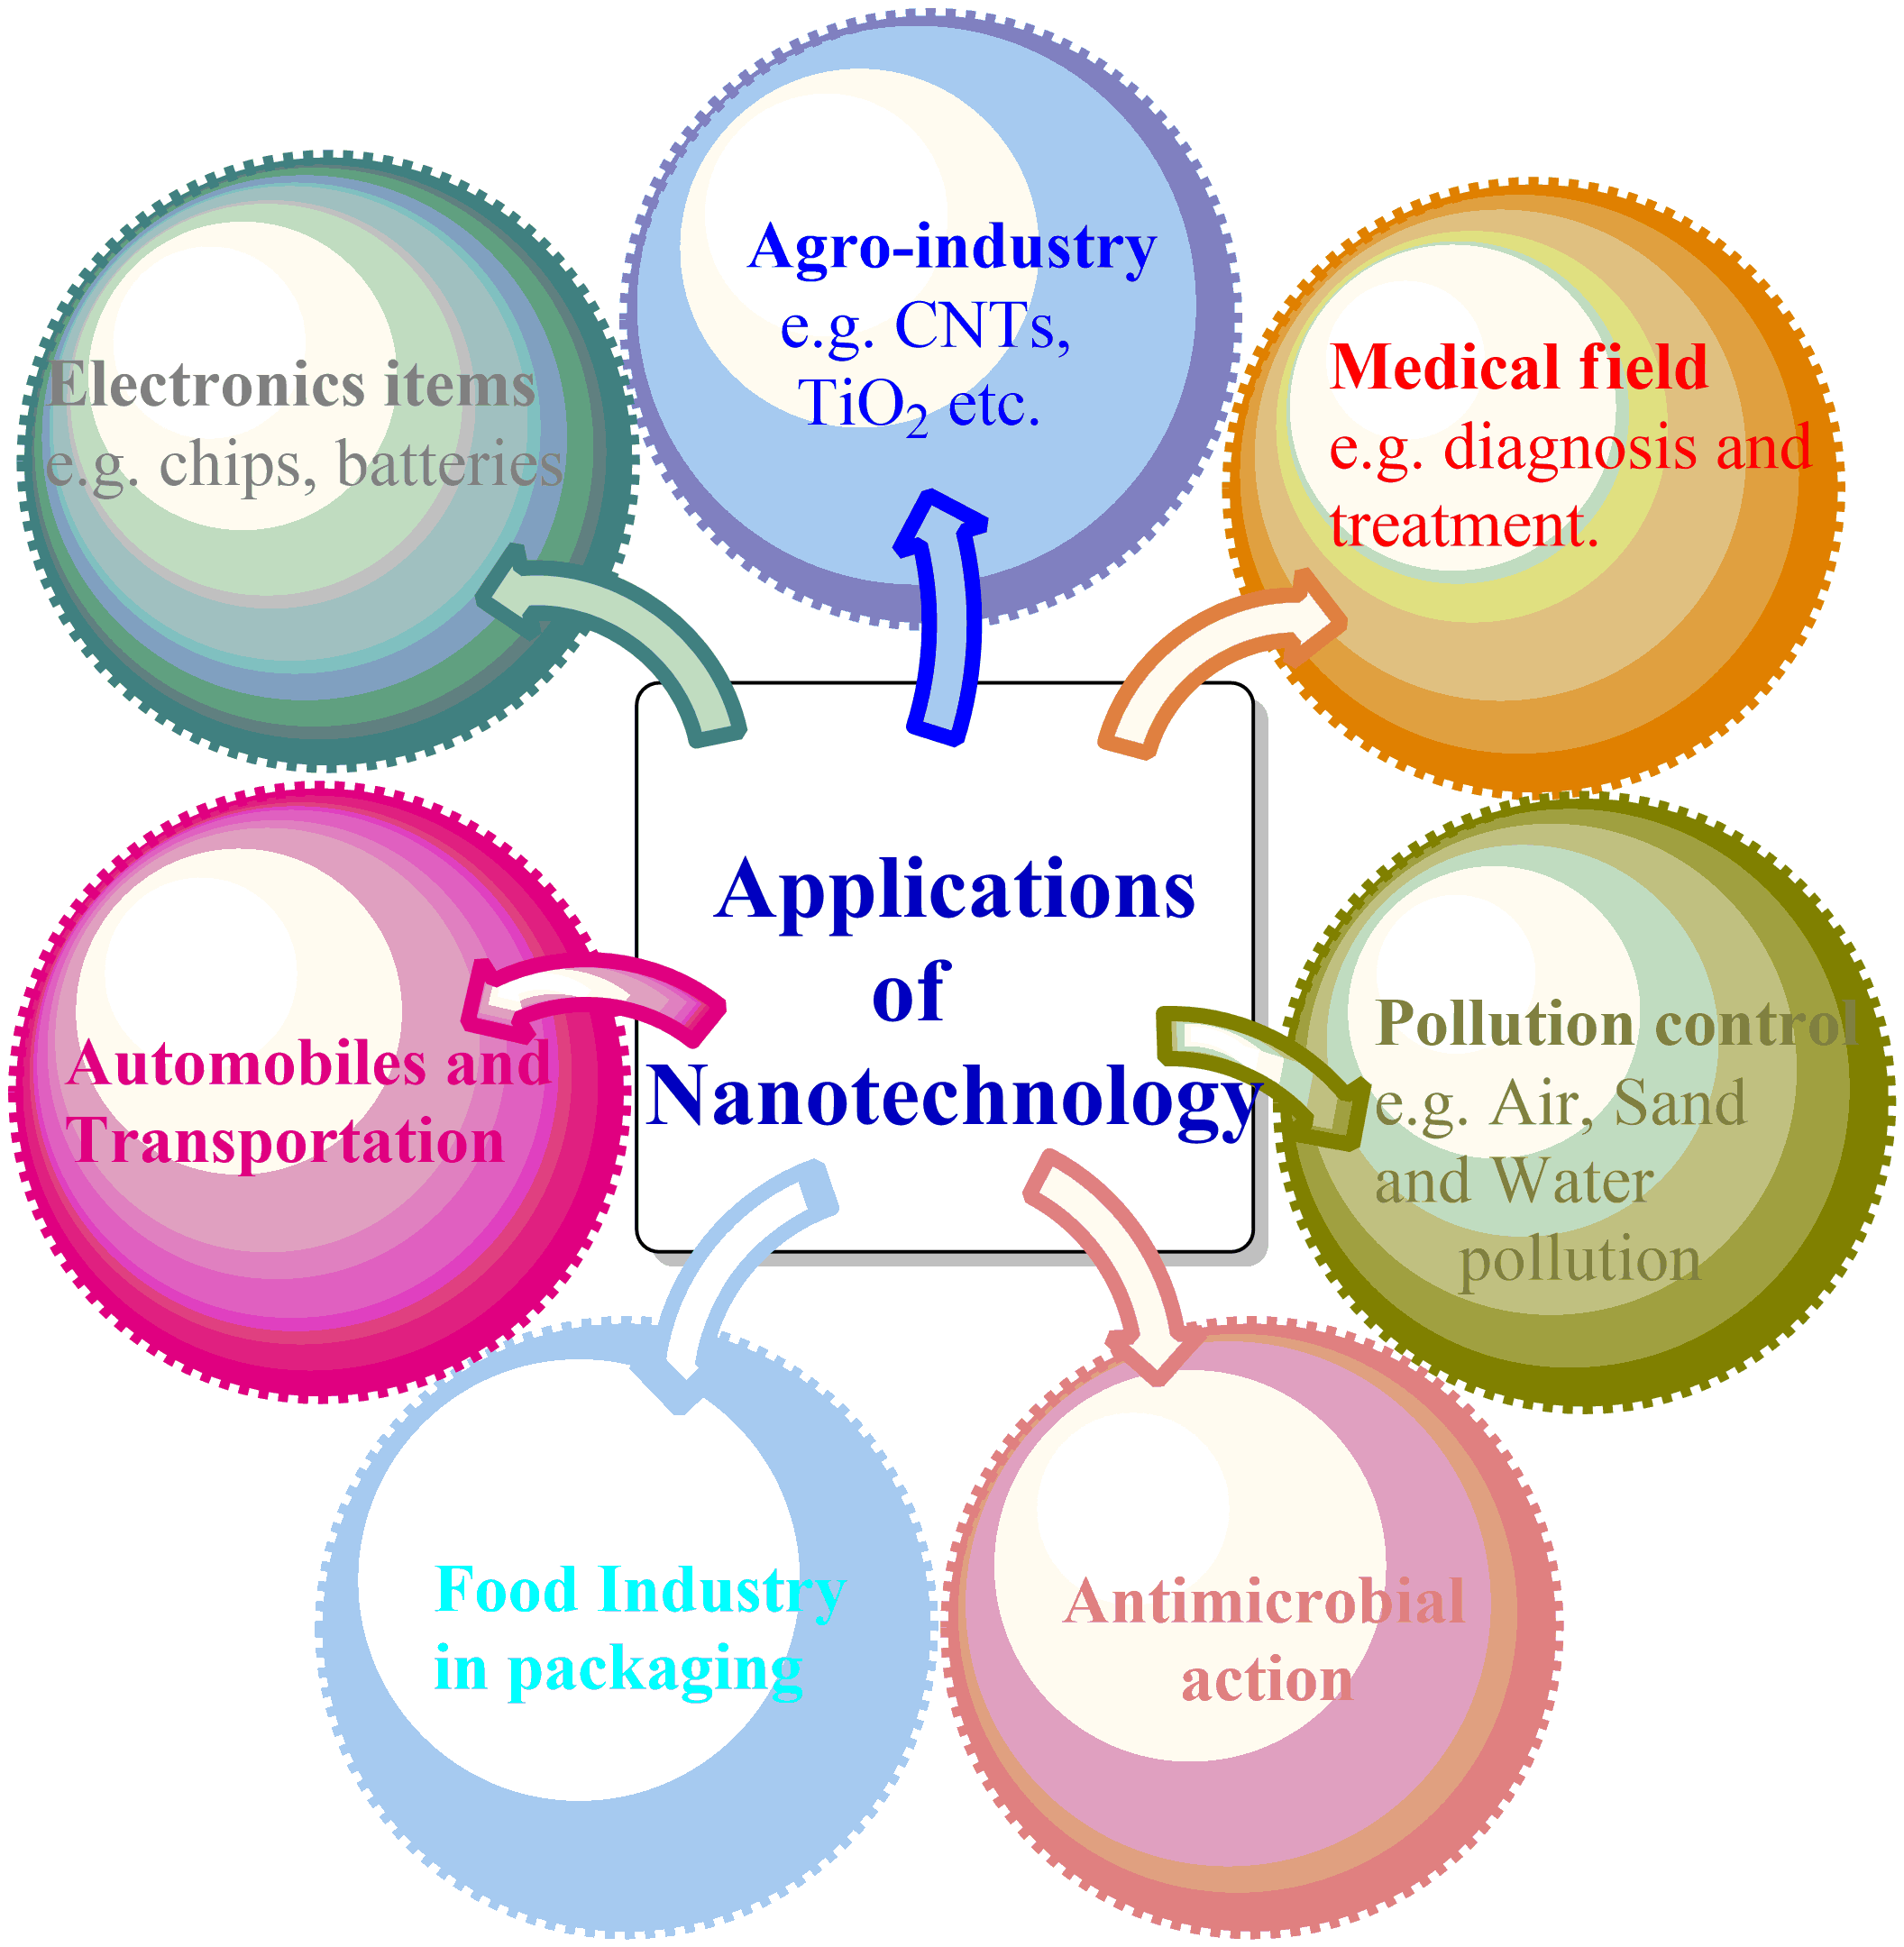 Agro-industry
e.g. CNTs,
TiO₂ etc.
Electronics items
e.g. chips, batteries
Medical field
e.g. diagnosis and
treatment.
Applications
of
Nanotechnology
Automobiles and
Transportation
Pollution control
e.g. Air, Sand
and Water
pollution
Food Industry
in packaging
Antimicrobial
action